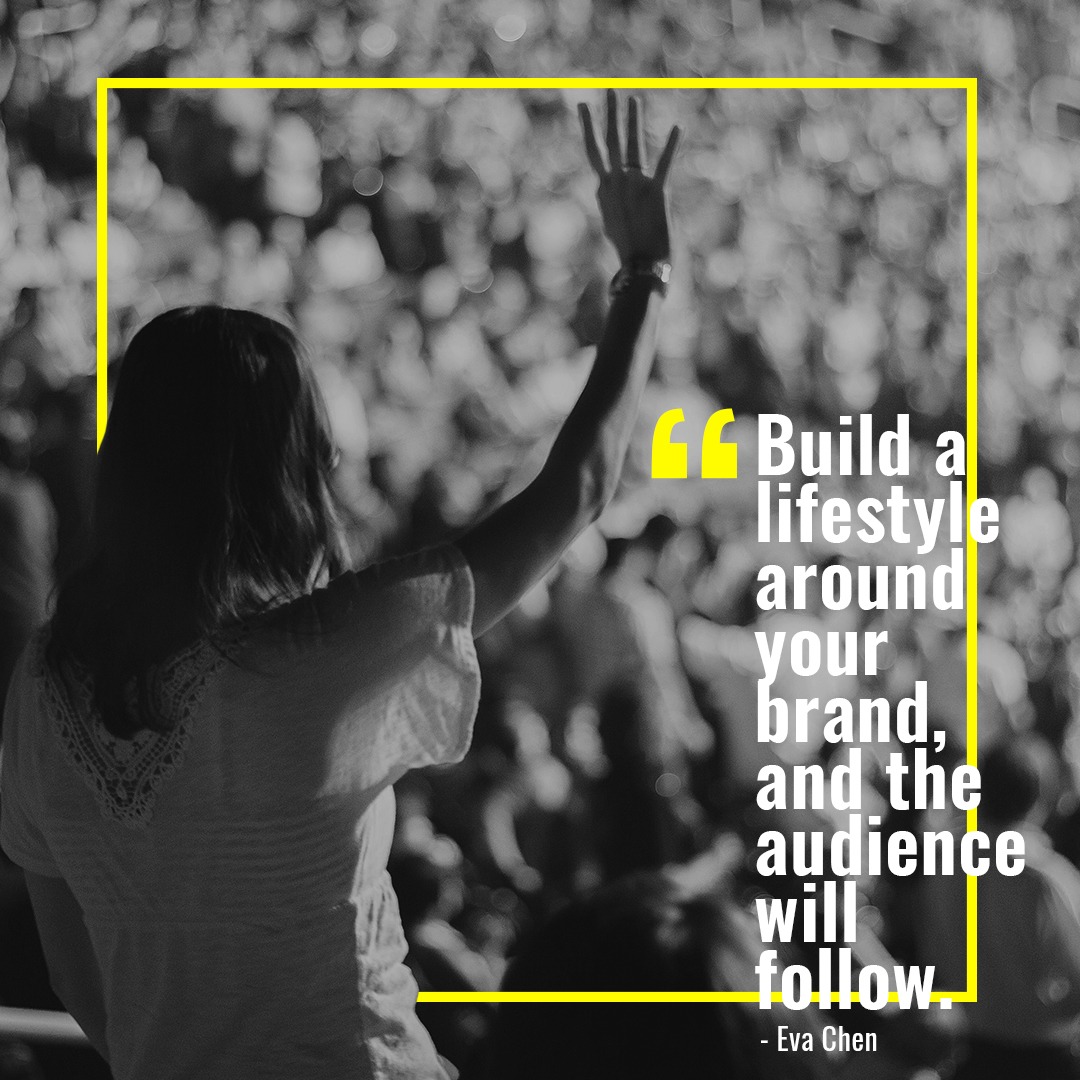 “Build a
lifestyle
around
your
brand,
and the
audience
will
follow.
- Eva Chen